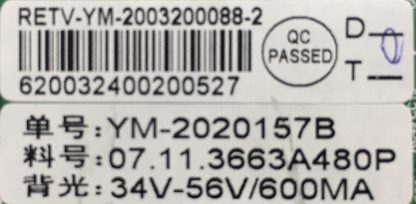 RETV-YM-2003200088-2
QC
PASSED
D
T
620032400200527
单号:YM-2020157B
料号:07.11.3663A480P
背光:34V-56V/600MA